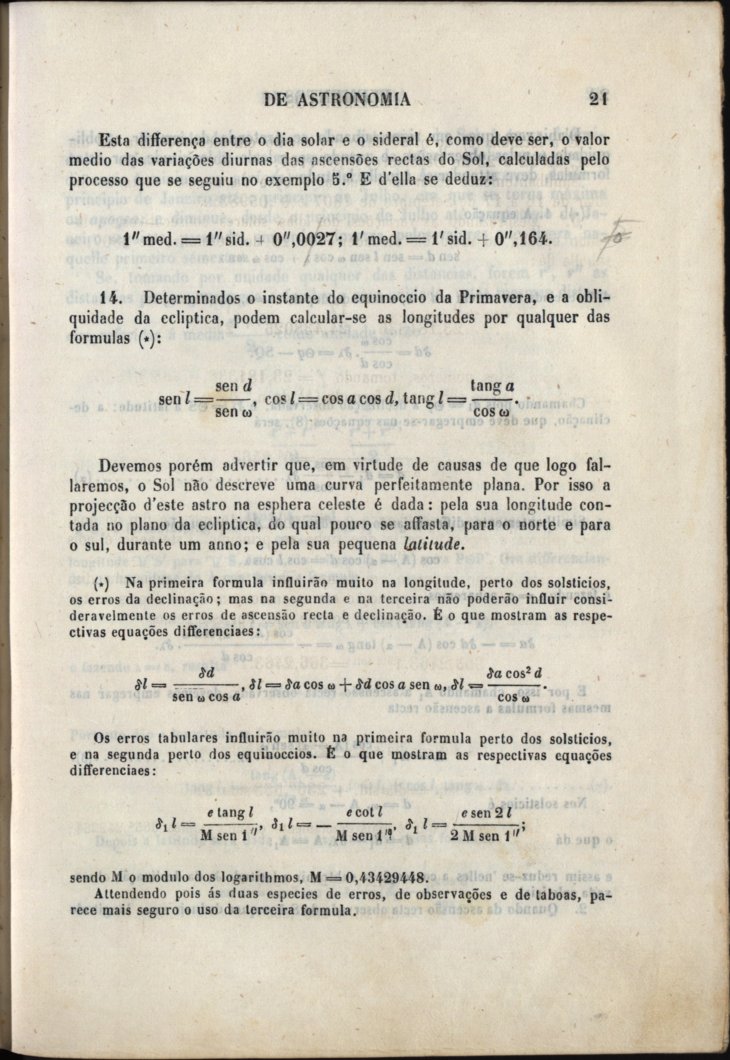 DE ASTRONOMIA 21
Esta differença entre o dia solar e o sideral é, como deve ser, o valor
medio das variações diurnas das ascensões rectas do Sol, calculadas pelo
processo que se seguiu no exemplo 5.º E d'ella se deduz:
1″ med. = 1″ sid. + 0″,0027; 1′ med. = 1′ sid. + 0″,164.
14. Determinados o instante do equinoccio da Primavera, e a obli-
quidade da ecliptica, podem calcular-se as longitudes por qualquer das
formulas (*):
sen l = sen d / sen ω, cos l = cos a cos d, tang l = tang a / cos ω.
Devemos porém advertir que, em virtude de causas de que logo fal-
laremos, o Sol não descreve uma curva perfeitamente plana. Por isso a
projecção d'este astro na esphera celeste é dada: pela sua longitude con-
tada no plano da ecliptica, do qual pouco se affasta, para o norte e para
o sul, durante um anno; e pela sua pequena latitude.
(*) Na primeira formula influirão muito na longitude, perto dos solsticios,
os erros da declinação; mas na segunda e na terceira não poderão influir consi-
deravelmente os erros de ascensão recta e declinação. É o que mostram as respe-
ctivas equações differenciaes:
δl = δd / sen ω cos a, δl = δa cos ω + δd cos a sen ω, δl = δa cos² d / cos ω.
Os erros tabulares influirão muito na primeira formula perto dos solsticios,
e na segunda perto dos equinoccios. É o que mostram as respectivas equações
differenciaes:
δ₁ l = e tang l / M sen 1″, δ₁ l = — e cot l / M sen 1″, δ₁ l = e sen 2 l / 2 M sen 1″;
sendo M o modulo dos logarithmos, M = 0,43429448.
Attendendo pois ás duas especies de erros, de observações e de taboas, pa-
rece mais seguro o uso da terceira formula.